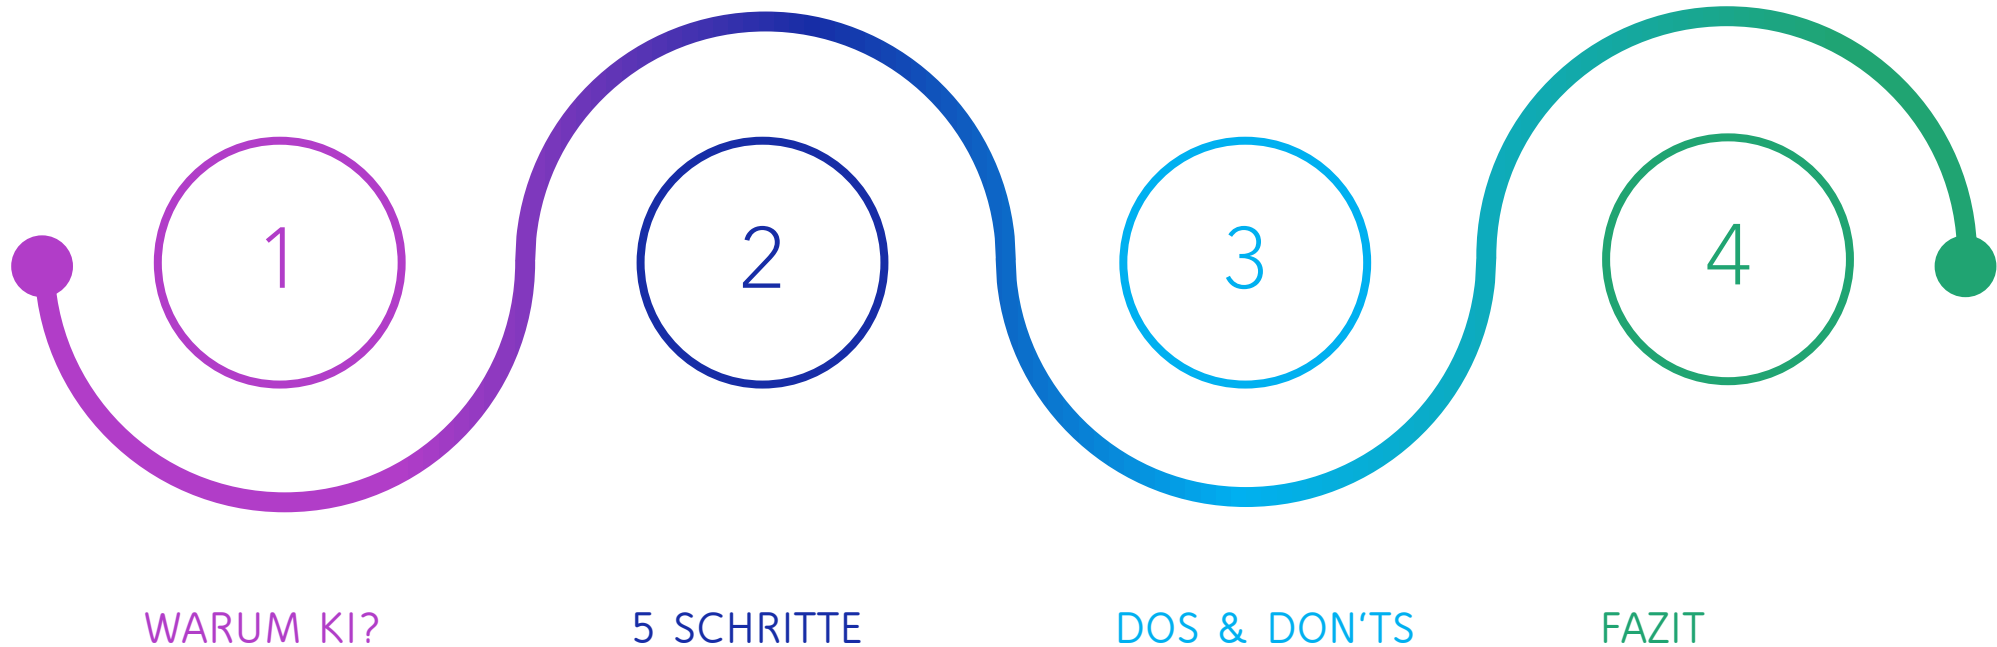 1
2
3
4
WARUM KI?
5 SCHRITTE
DOS & DON‘TS
FAZIT